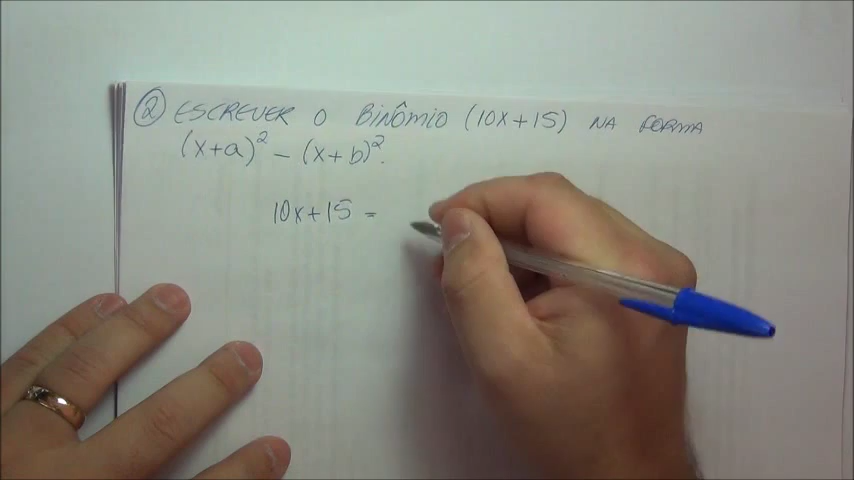 ② ESCREVER O BINÔMIO (10x+15) NA FORMA
(x+a)² - (x+b)².
10x+15 =